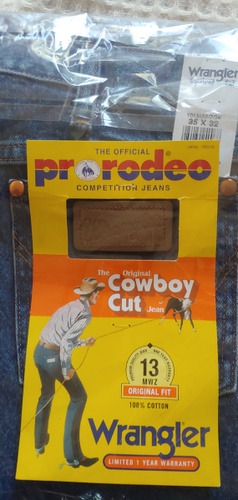 Wrangler
35 X 32
THE OFFICIAL
prorodeo
COMPETITION JEANS
The Original
Cowboy
Cut Jean
13
MWZ
ORIGINAL FIT
100% COTTON
Wrangler
LIMITED 1 YEAR WARRANTY